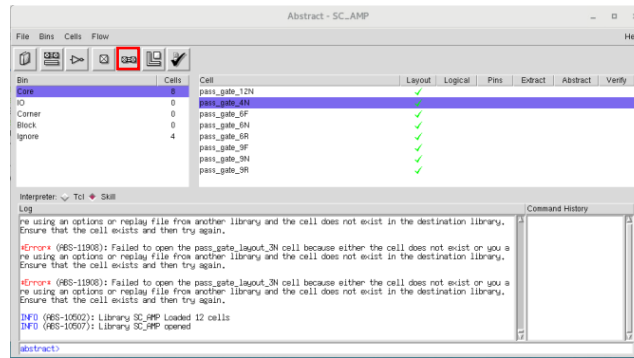 Abstract - SC_AMP
File Bins Cells Flow He
Bin Cells
Core 8
IO 0
Corner 0
Block 0
Ignore 4
Cell Layout Logical Pins Extract Abstract Verify
pass_gate_12N
pass_gate_4N
pass_gate_6F
pass_gate_6N
pass_gate_6R
pass_gate_9F
pass_gate_9N
pass_gate_9R
Interpreter: Tcl Skill
Log
re using an options or replay file from another library and the cell does not exist in the destination library.
Ensure that the cell exists and then try again.
*Error* (ABS-11908): Failed to open the pass_gate_layout_3N cell because either the cell does not exist or you a
re using an options or replay file from another library and the cell does not exist in the destination library.
Ensure that the cell exists and then try again.
*Error* (ABS-11908): Failed to open the pass_gate_layout_3N cell because either the cell does not exist or you a
re using an options or replay file from another library and the cell does not exist in the destination library.
Ensure that the cell exists and then try again.
INFO (ABS-10502): Library SC_AMP Loaded 12 cells
INFO (ABS-10507): Library SC_AMP opened
Command History
abstract>